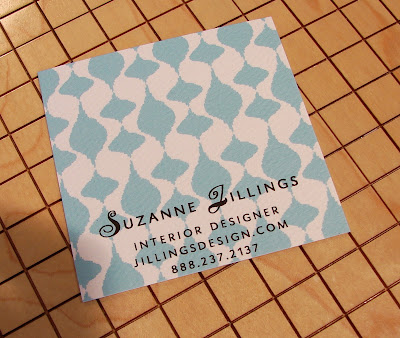 Suzanne Jillings
INTERIOR DESIGNER
JILLINGSDESIGN.COM
888.237.2137